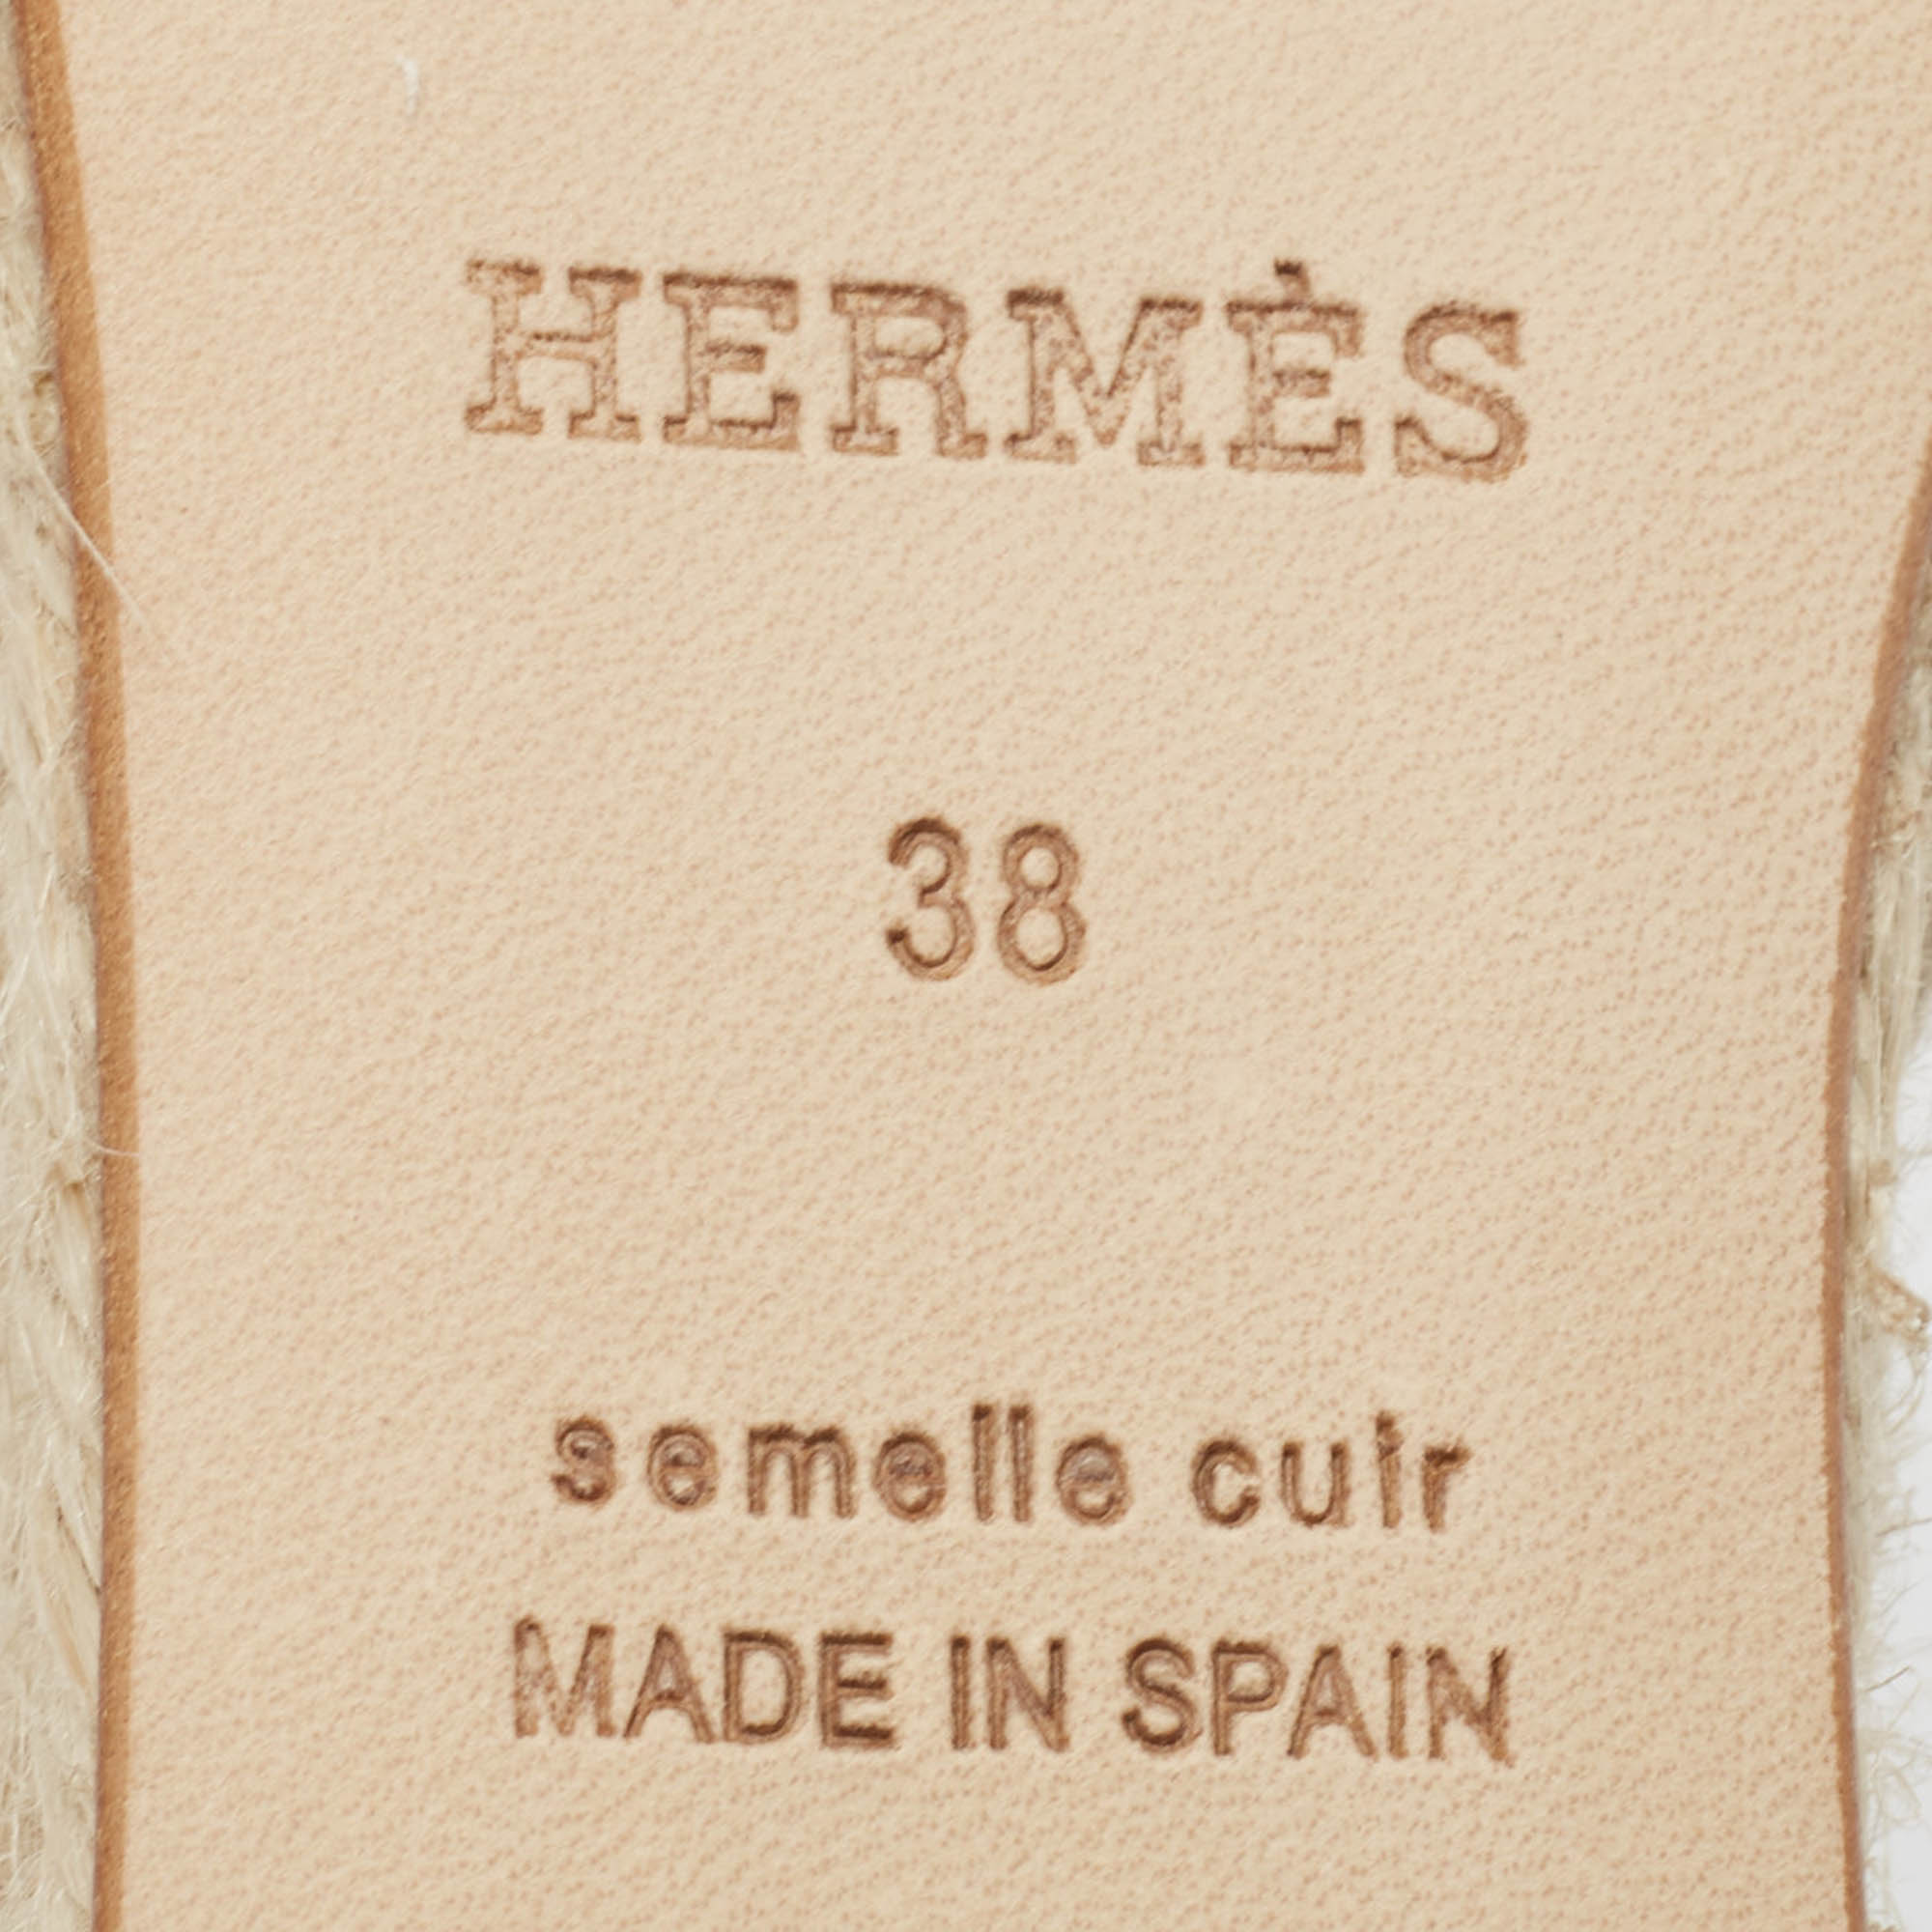 HERMÈS
38
semelle cuir
MADE IN SPAIN